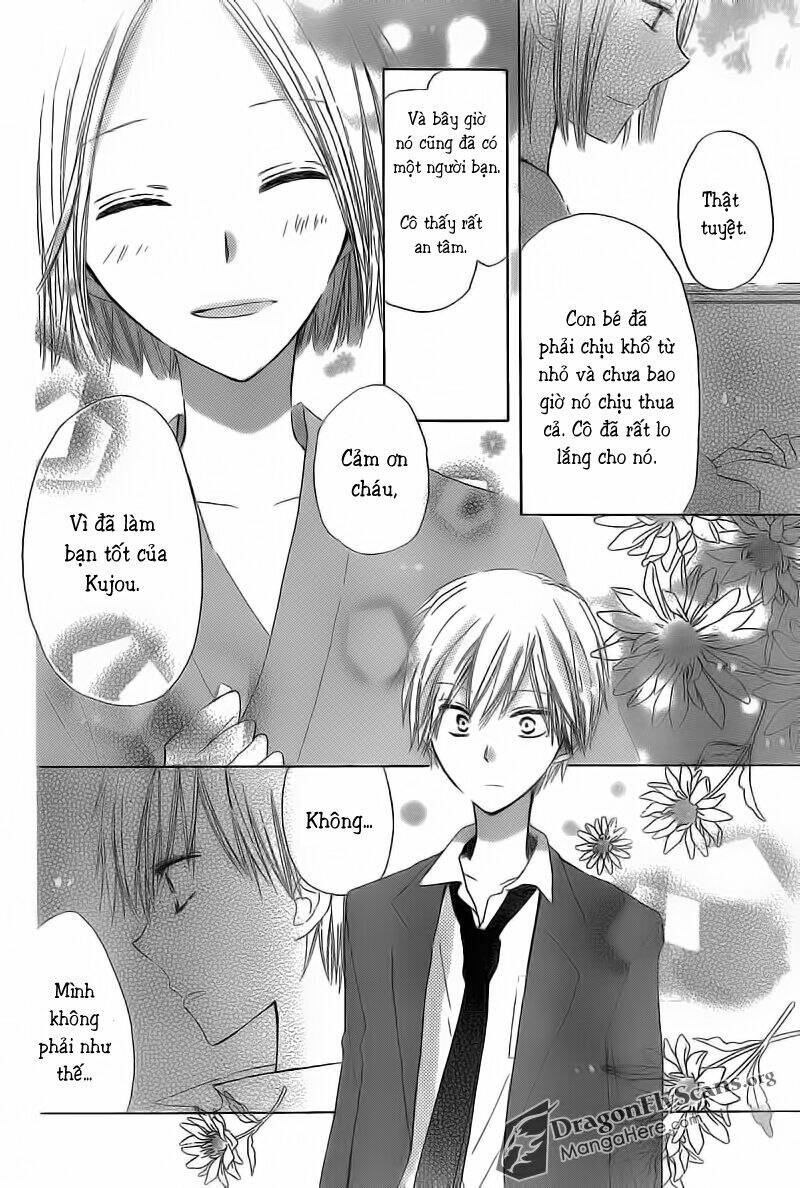 Thật
tuyệt.
Con bé đã
phải chịu khổ từ
nhỏ và chưa bao
giờ nó chịu thua
cả. Cô đã rất lo
lắng cho nó.
Và bây giờ
nó cũng đã có
một người bạn.
Cô thấy rất
an tâm.
Cảm ơn
cháu,
Vì đã làm
bạn tốt của
Kujou.
Không...
Mình
không
phải như
thế...
DragonFlyScans.org
MangaHere.com